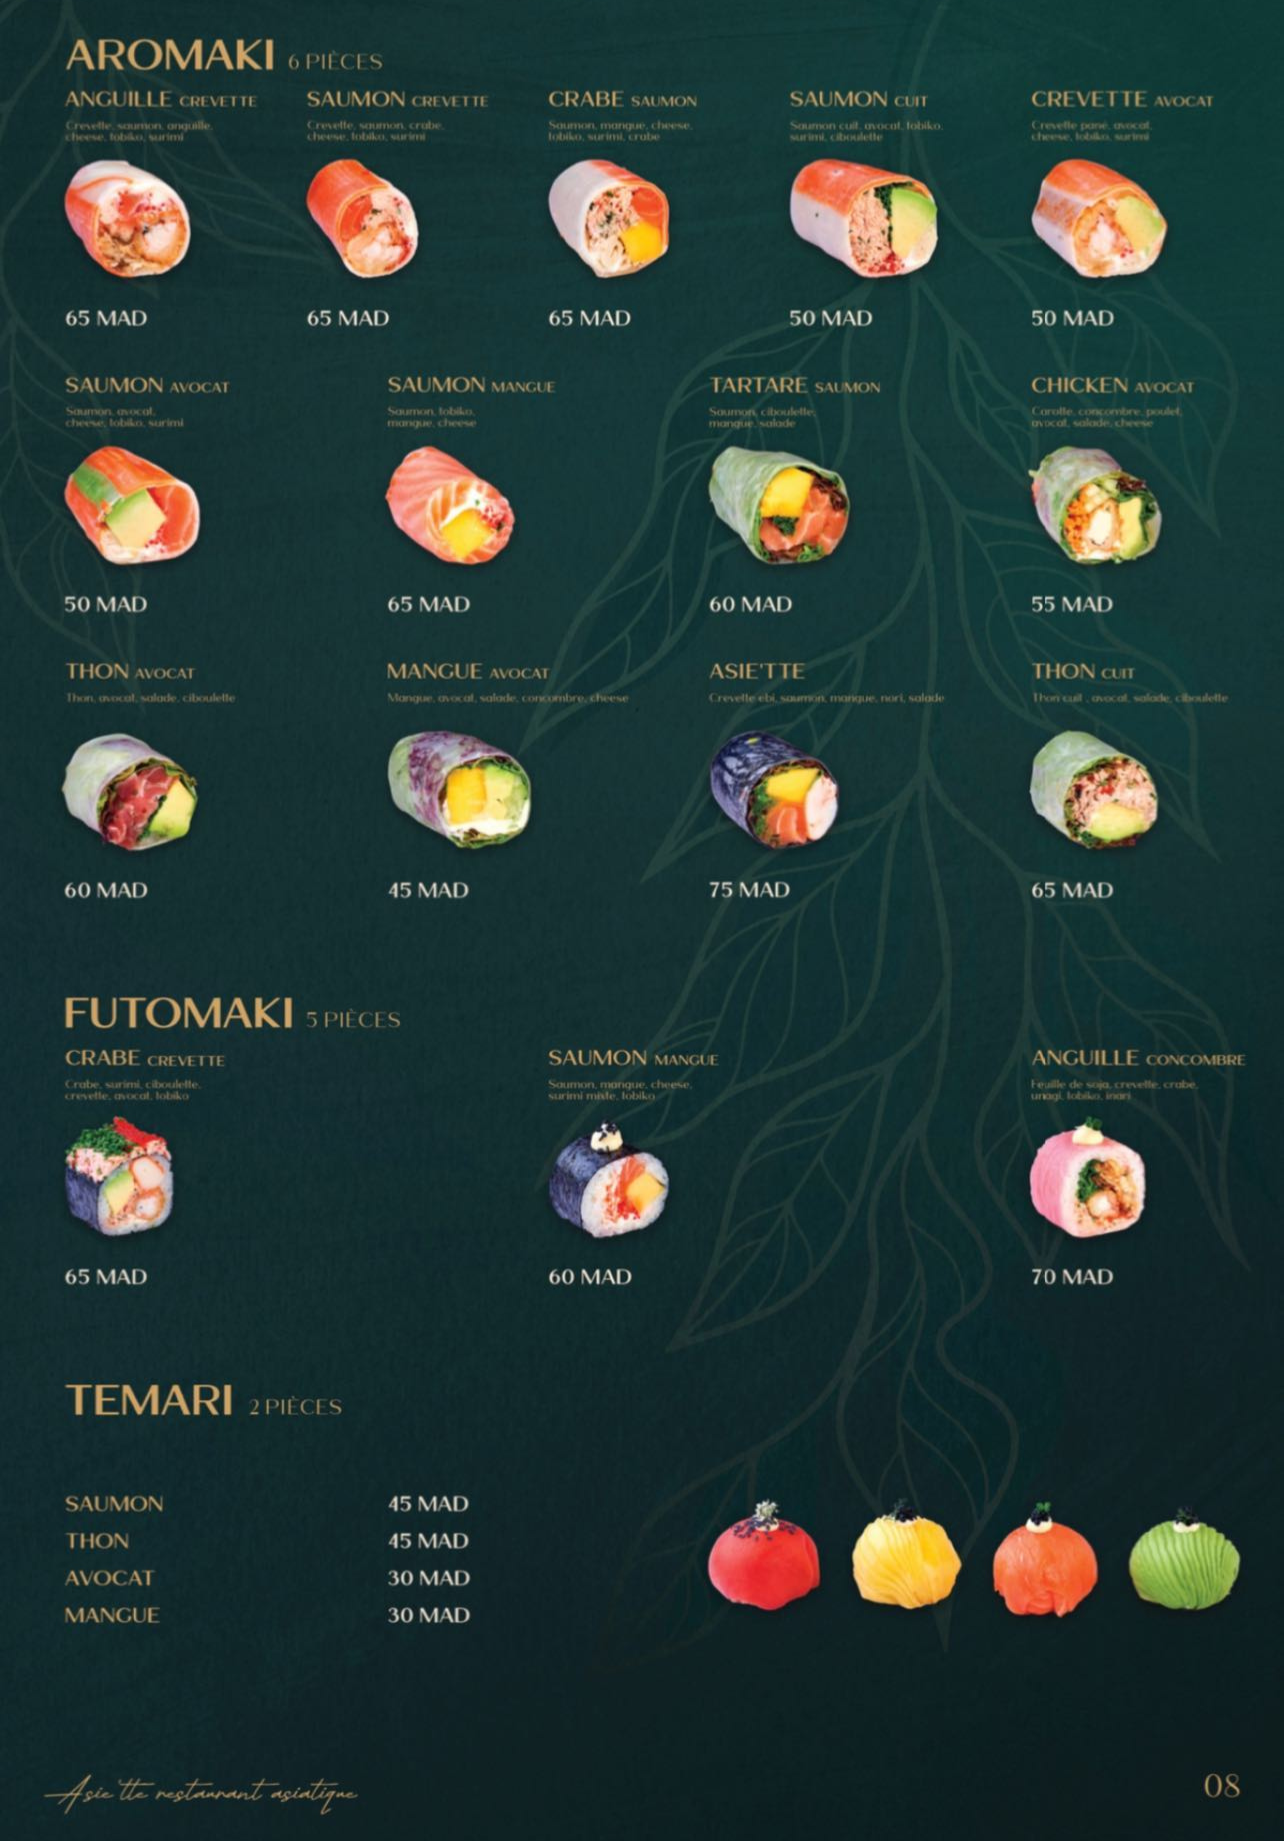 AROMAKI 6 PIÈCES
ANGUILLE CREVETTE
Crevette, saumon, anguille,
cheese, tobiko, surimi
65 MAD
SAUMON CREVETTE
Crevette, saumon, crabe,
cheese, tobiko, surimi
65 MAD
CRABE SAUMON
Saumon, mangue, cheese,
tobiko, surimi, crabe
65 MAD
SAUMON CUIT
Saumon cuit, avocat, tobiko,
surimi, ciboulette
50 MAD
CREVETTE AVOCAT
Crevette pané, avocat,
cheese, tobiko, surimi
50 MAD
SAUMON AVOCAT
Saumon, avocat,
cheese, tobiko, surimi
50 MAD
SAUMON MANGUE
Saumon, tobiko,
mangue, cheese
65 MAD
TARTARE SAUMON
Saumon, ciboulette,
mangue, salade
60 MAD
CHICKEN AVOCAT
Carotte, concombre, poulet,
avocat, salade, cheese
55 MAD
THON AVOCAT
Thon, avocat, salade, ciboulette
60 MAD
MANGUE AVOCAT
Mangue, avocat, salade, concombre, cheese
45 MAD
ASIE'TTE
Crevette ebi, saumon, mangue, nori, salade
75 MAD
THON CUIT
Thon cuit , avocat, salade, ciboulette
65 MAD
FUTOMAKI 5 PIÈCES
CRABE CREVETTE
Crabe, surimi, ciboulette,
crevette, avocat, tobiko
65 MAD
SAUMON MANGUE
Saumon, mangue, cheese,
surimi mixte, tobiko
60 MAD
ANGUILLE CONCOMBRE
Feuille de soja, crevette, crabe,
unagi, tobiko, inari
70 MAD
TEMARI 2 PIÈCES
SAUMON 45 MAD
THON 45 MAD
AVOCAT 30 MAD
MANGUE 30 MAD
Asie'tte restaurant asiatique
08